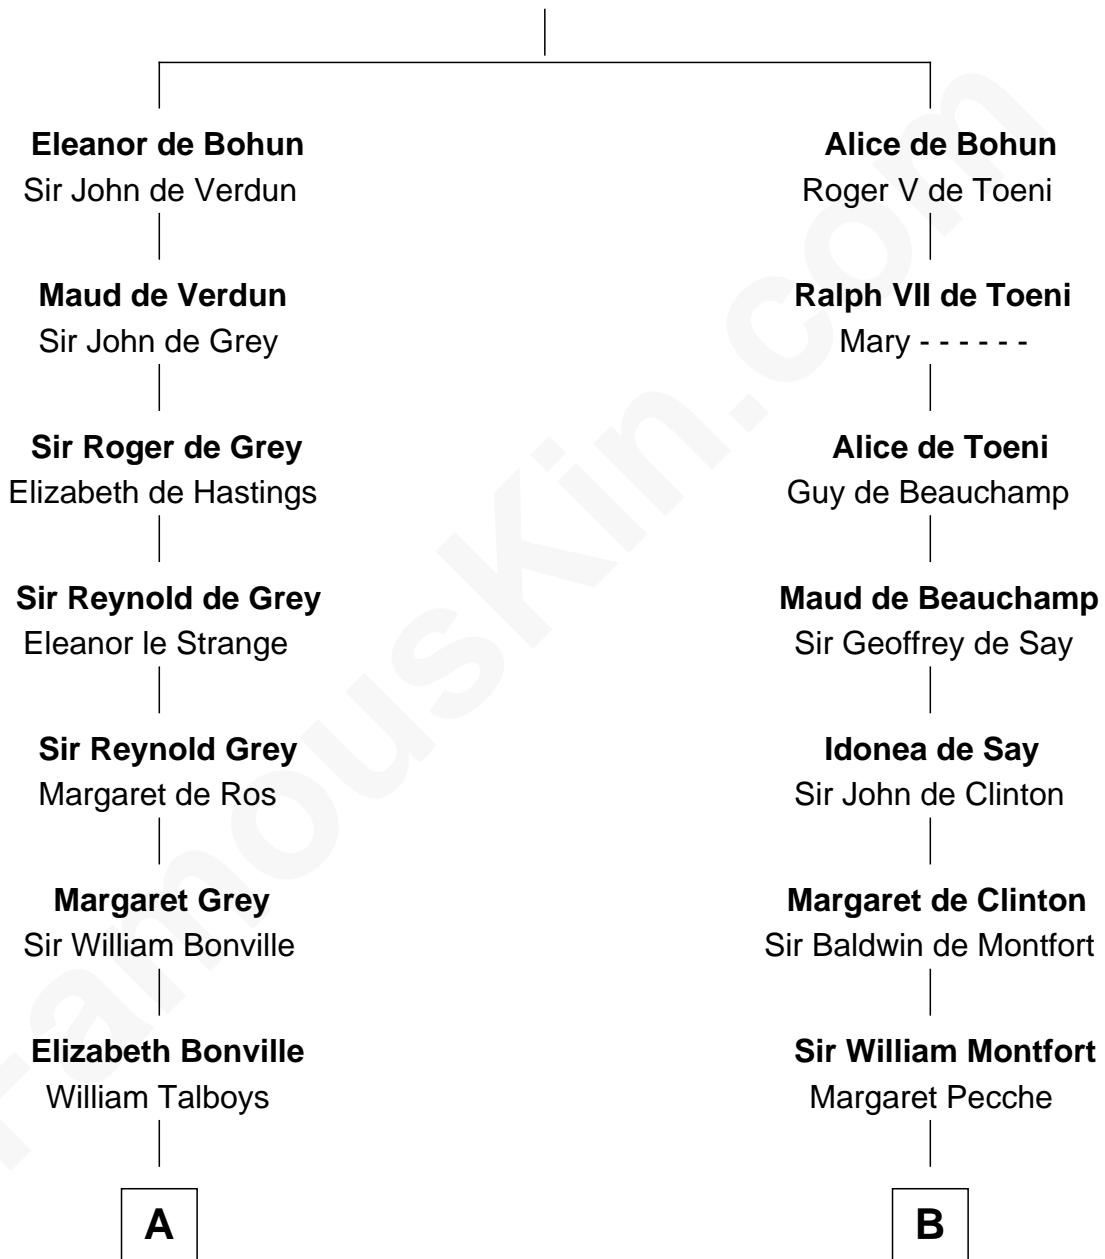 Eleanor de Bohun
Sir John de Verdun
Maud de Verdun
Sir John de Grey
Sir Roger de Grey
Elizabeth de Hastings
Sir Reynold de Grey
Eleanor le Strange
Sir Reynold Grey
Margaret de Ros
Margaret Grey
Sir William Bonville
Elizabeth Bonville
William Talboys
A
Alice de Bohun
Roger V de Toeni
Ralph VII de Toeni
Mary - - - - - -
Alice de Toeni
Guy de Beauchamp
Maud de Beauchamp
Sir Geoffrey de Say
Idonea de Say
Sir John de Clinton
Margaret de Clinton
Sir Baldwin de Montfort
Sir William Montfort
Margaret Pecche
B
FamousKin.com